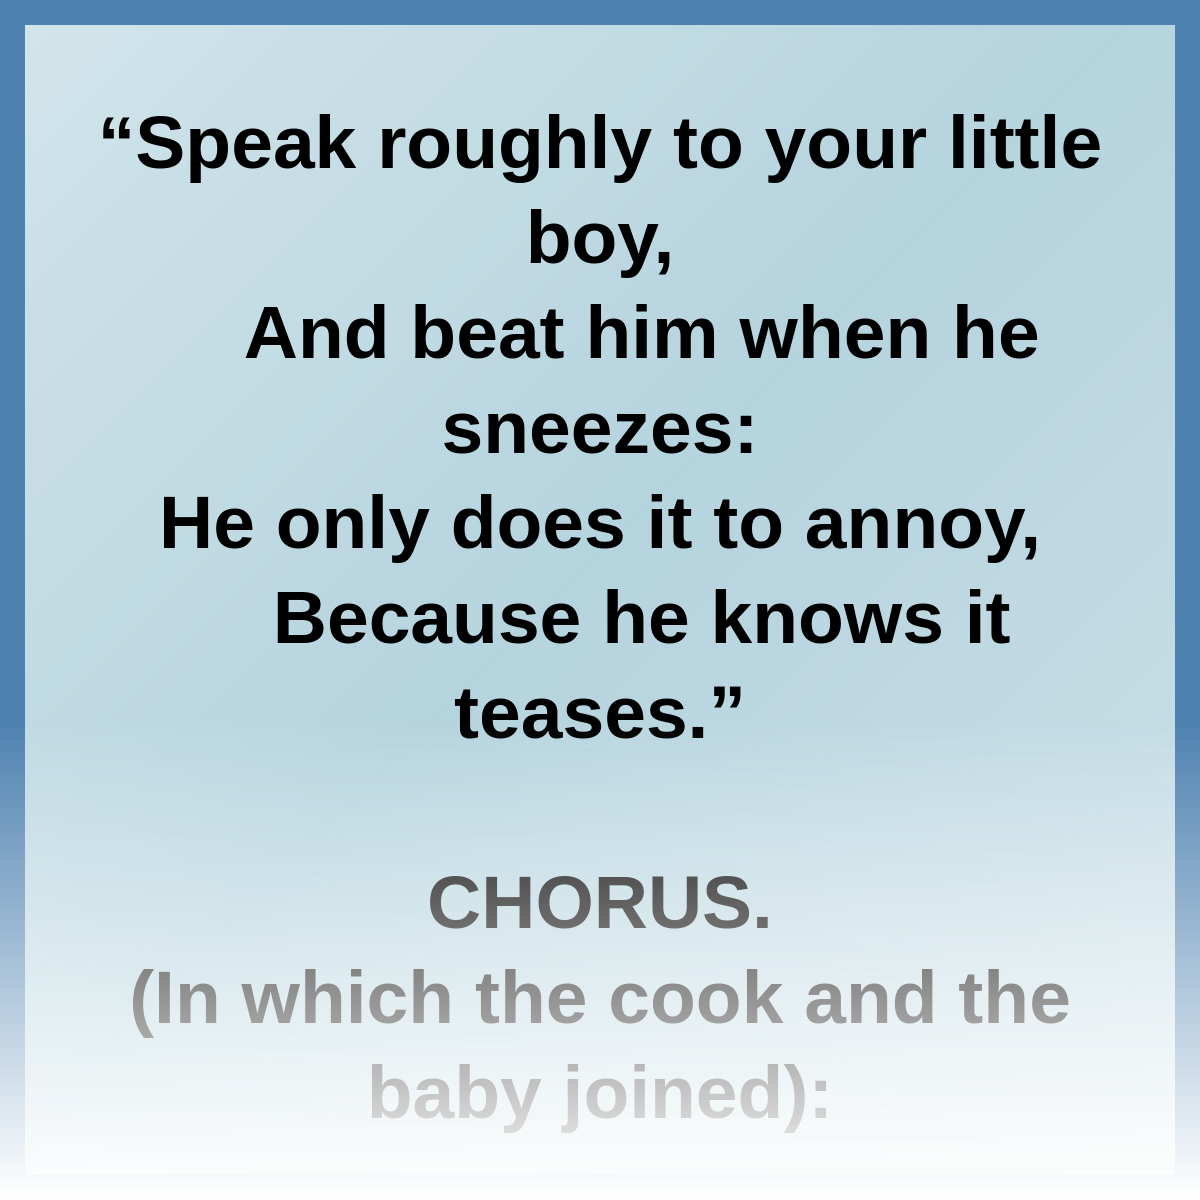 “Speak roughly to your little
boy,
And beat him when he
sneezes:
He only does it to annoy,
Because he knows it
teases.”
CHORUS.
(In which the cook and the
baby joined):